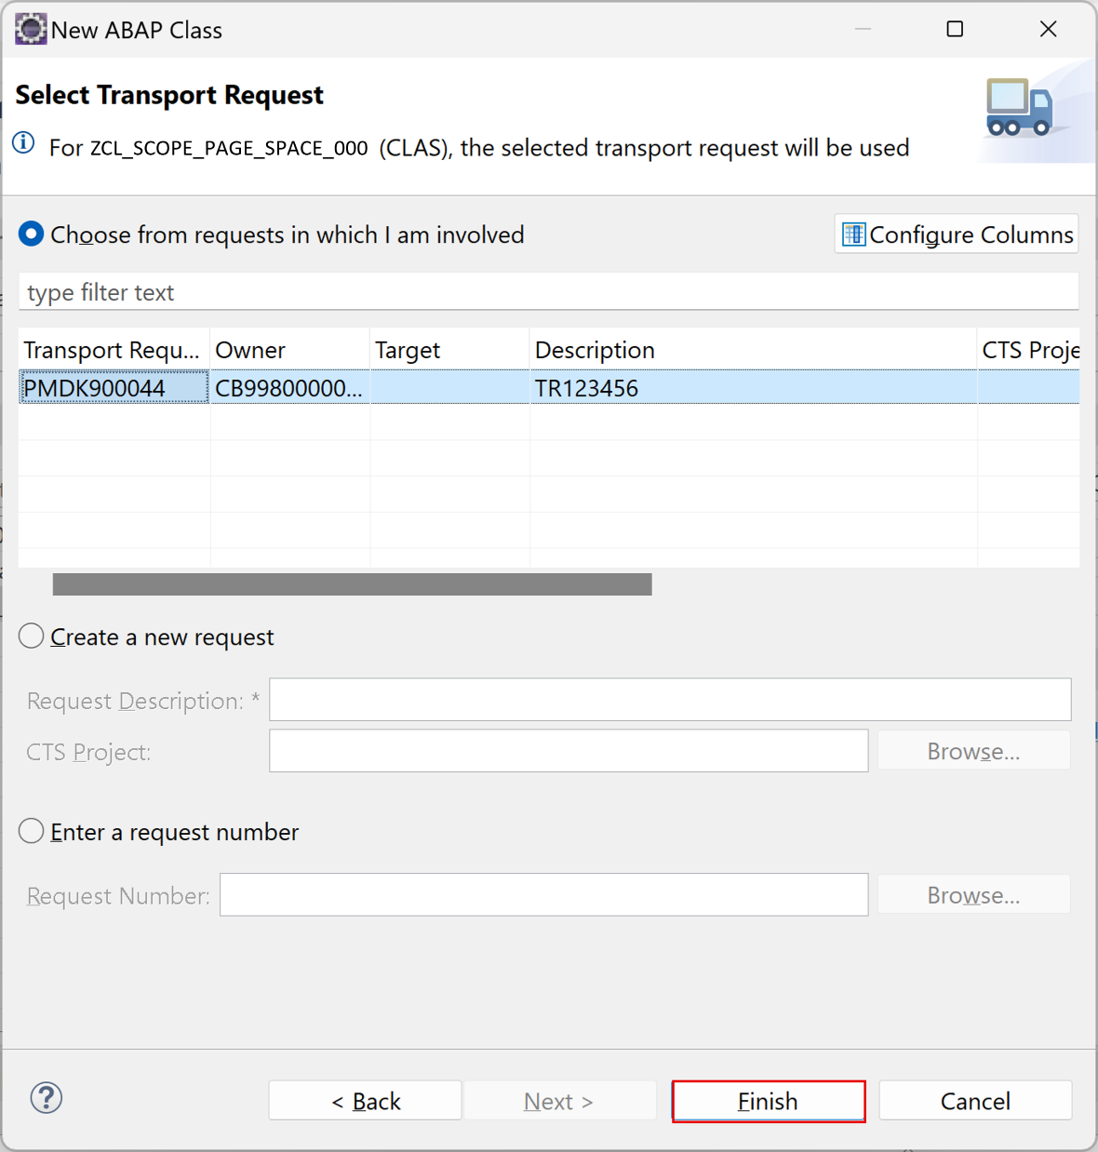 New ABAP Class
Select Transport Request
For ZCL_SCOPE_PAGE_SPACE_000 (CLAS), the selected transport request will be used
Choose from requests in which I am involved
Configure Columns
type filter text
Transport Requ... Owner Target Description CTS Proje
PMDK900044 CB99800000... TR123456
Create a new request
Request Description: *
CTS Project: Browse...
Enter a request number
Request Number: Browse...
? < Back Next > Finish Cancel